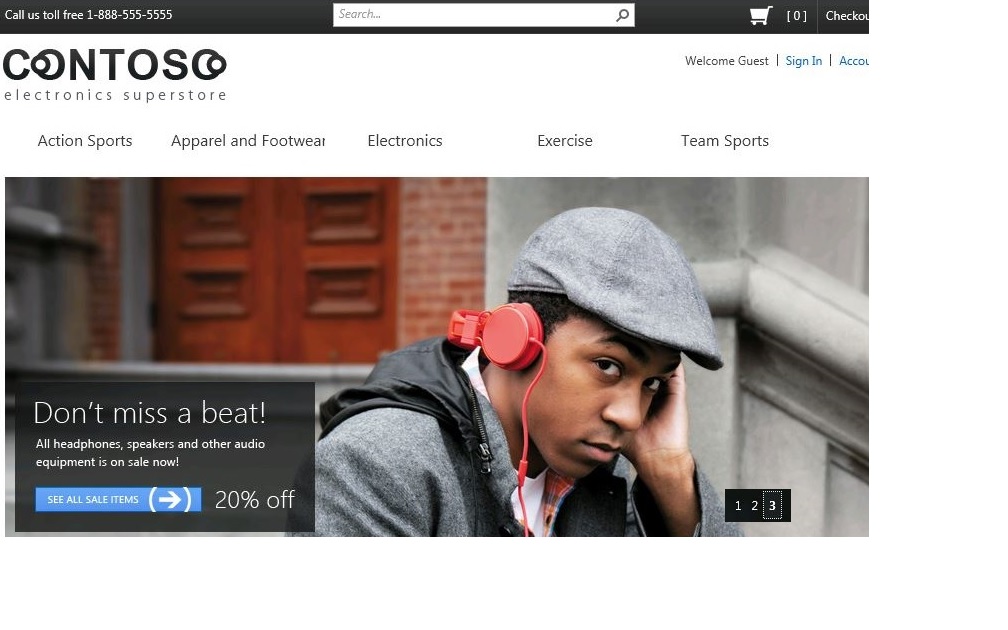 Call us toll free 1-888-555-5555
Search...
[ 0 ]
Checkou
CONTOSO
electronics superstore
Welcome Guest | Sign In | Accou
Action Sports
Apparel and Footwear
Electronics
Exercise
Team Sports
Don't miss a beat!
All headphones, speakers and other audio
equipment is on sale now!
SEE ALL SALE ITEMS
20% off
1 2 3